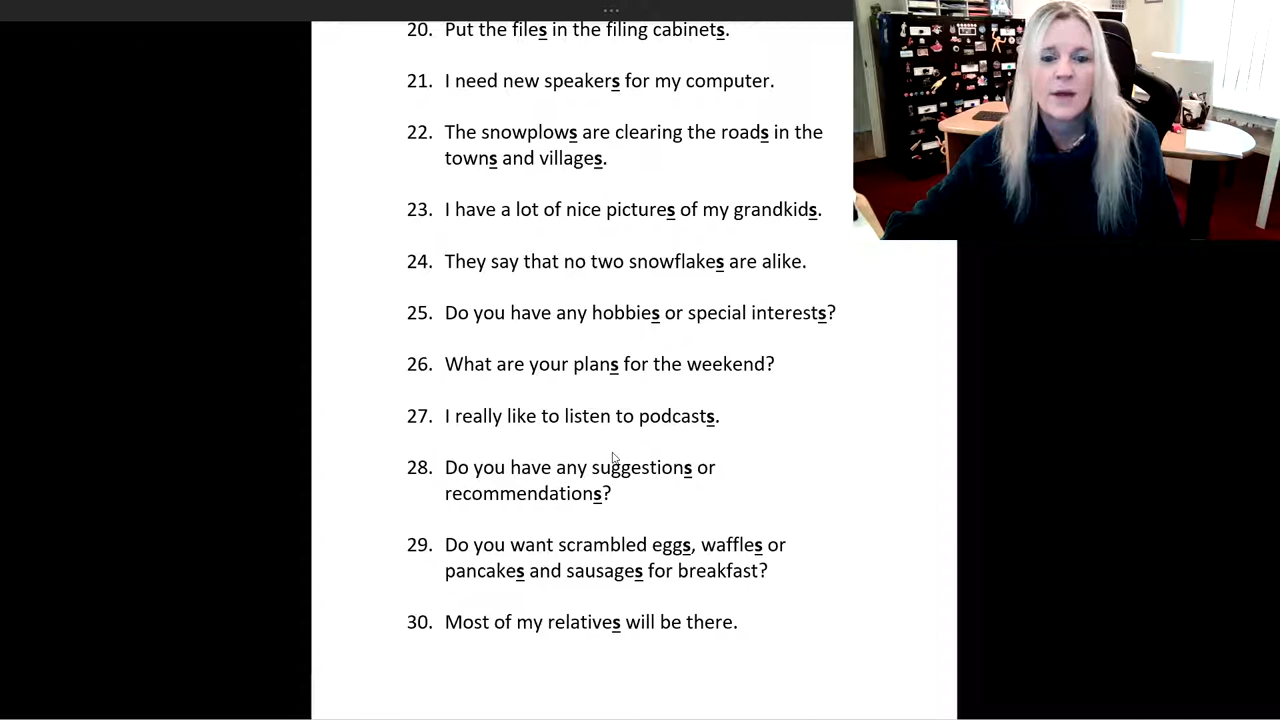 20. Put the files in the filing cabinets.
21. I need new speakers for my computer.
22. The snowplows are clearing the roads in the
towns and villages.
23. I have a lot of nice pictures of my grandkids.
24. They say that no two snowflakes are alike.
25. Do you have any hobbies or special interests?
26. What are your plans for the weekend?
27. I really like to listen to podcasts.
28. Do you have any suggestions or
recommendations?
29. Do you want scrambled eggs, waffles or
pancakes and sausages for breakfast?
30. Most of my relatives will be there.